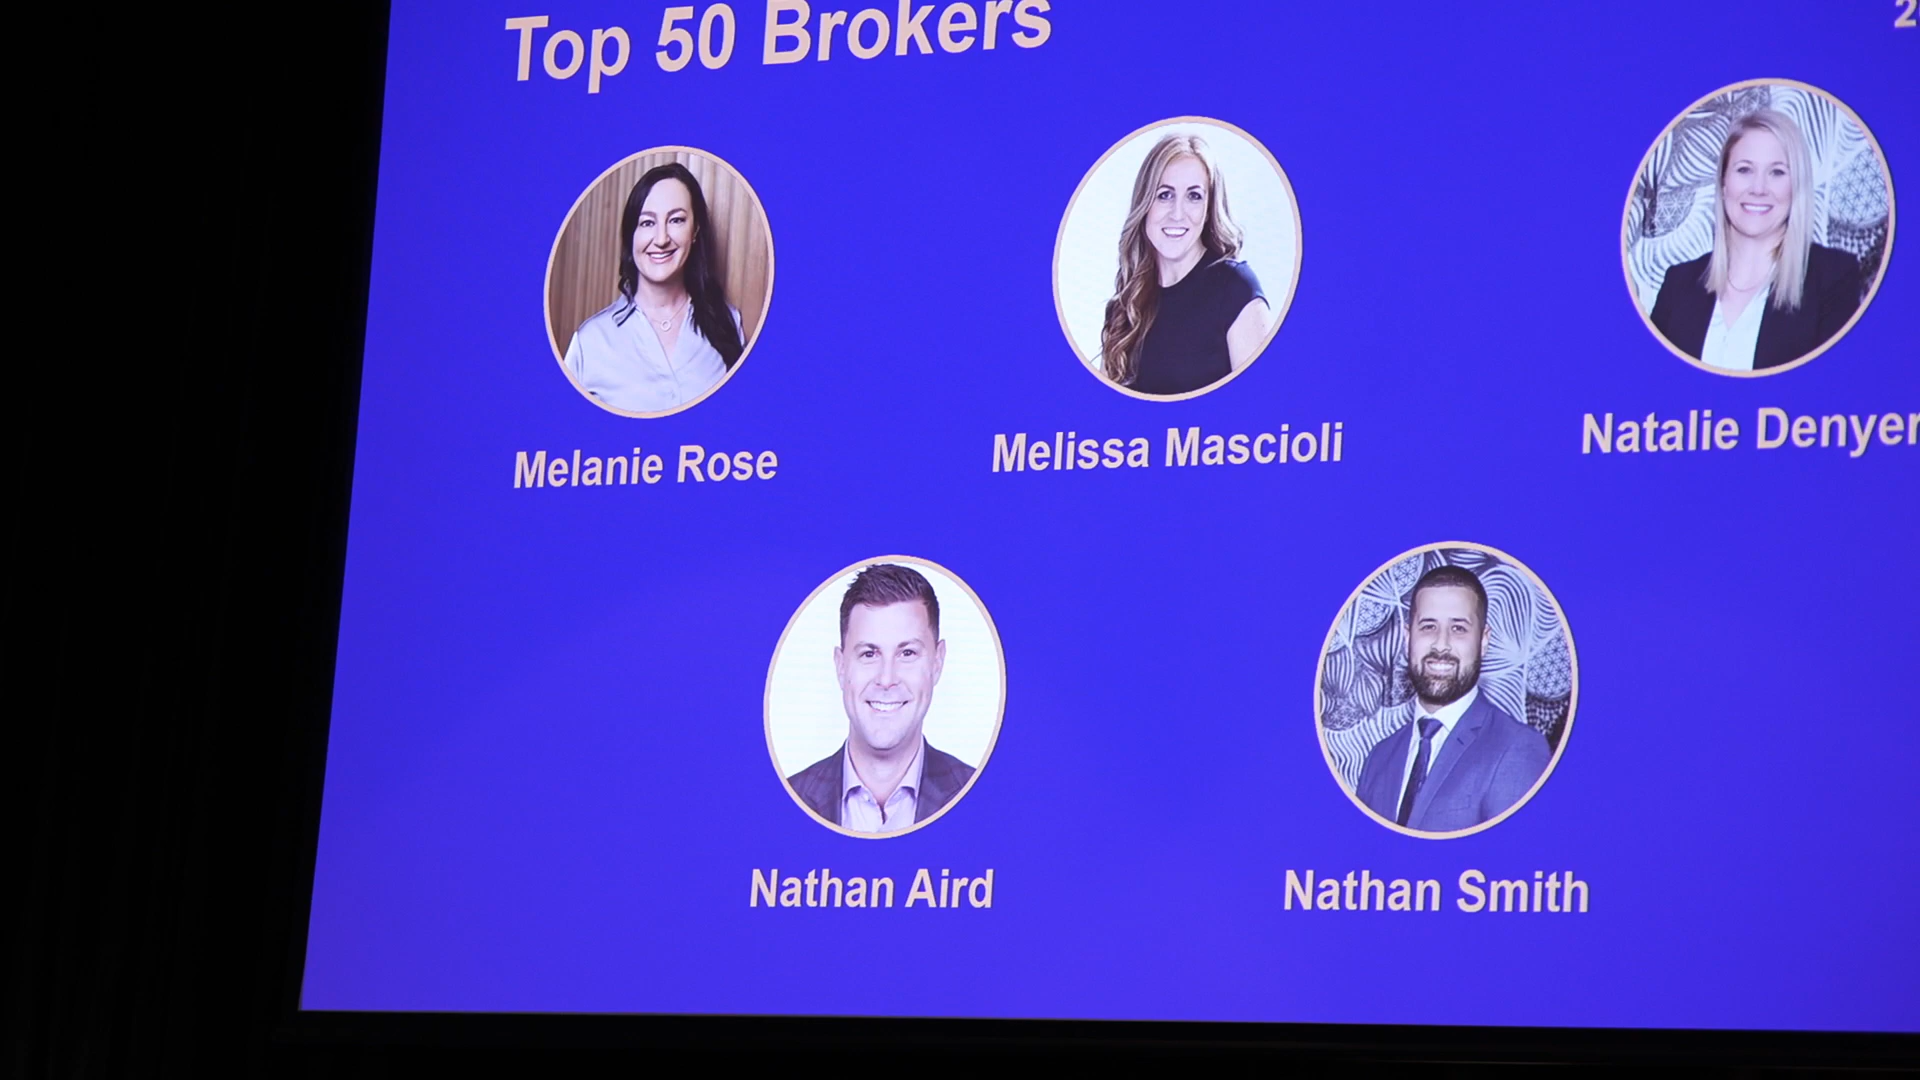 Top 50 Brokers
Melanie Rose
Melissa Mascioli
Natalie Denyer
Nathan Aird
Nathan Smith